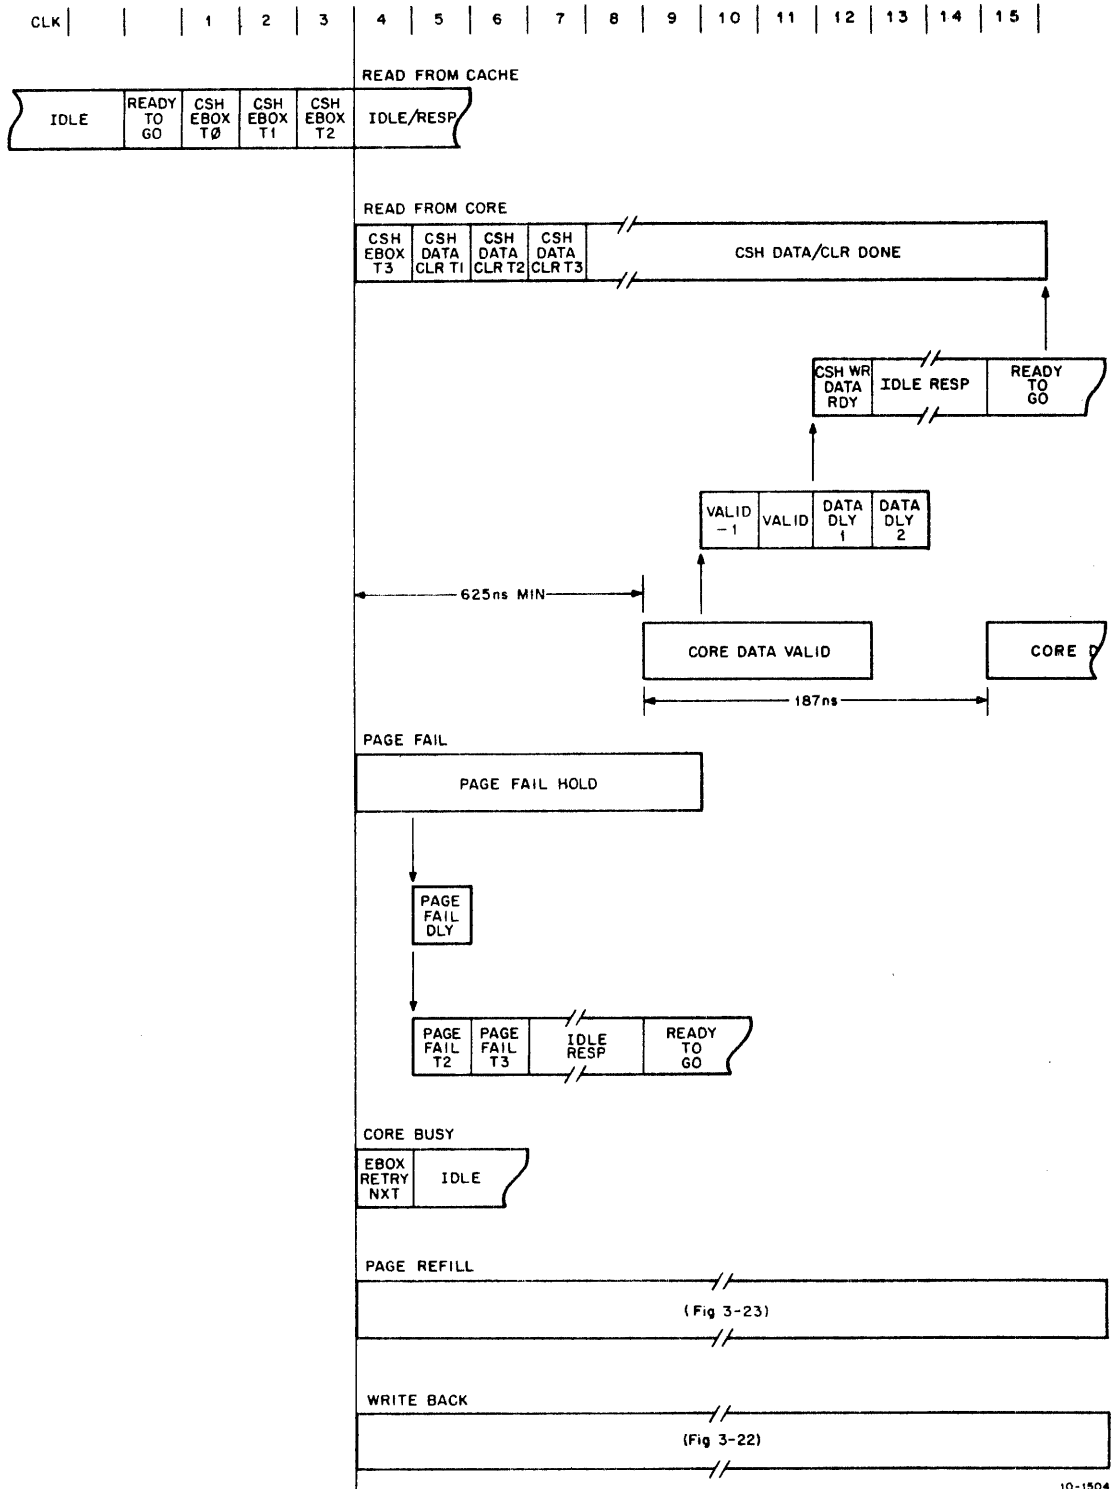 CLK 1 2 3 4 5 6 7 8 9 10 11 12 13 14 15
READ FROM CACHE
IDLE
READY
TO
GO
CSH
EBOX
TØ
CSH
EBOX
T1
CSH
EBOX
T2
IDLE/RESP
READ FROM CORE
CSH
EBOX
T3
CSH
DATA
CLR T1
CSH
DATA
CLR T2
CSH
DATA
CLR T3
CSH DATA/CLR DONE
CSH WR
DATA
RDY
IDLE RESP
READY
TO
GO
VALID
-1
VALID
DATA
DLY
1
DATA
DLY
2
625ns MIN
CORE DATA VALID
CORE D
187ns
PAGE FAIL
PAGE FAIL HOLD
PAGE
FAIL
DLY
PAGE
FAIL
T2
PAGE
FAIL
T3
IDLE
RESP
READY
TO
GO
CORE BUSY
EBOX
RETRY
NXT
IDLE
PAGE REFILL
(Fig 3-23)
WRITE BACK
(Fig 3-22)
10-1504